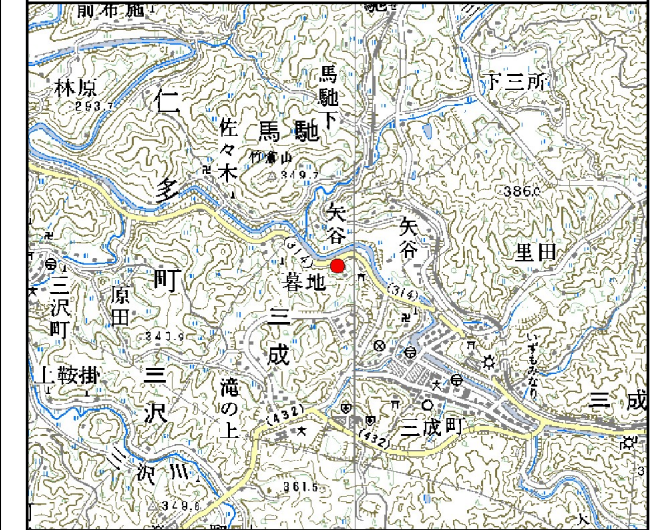 前布施
林原
293.7
仁多町
佐々木
馬馳
馬馳下
竹倉山
349.7
下三所
386.0
矢谷
矢谷
里田
(314)
(314)
暮地
三沢町
原田
三成
340.9
上鞍掛
三沢
滝の上
(432)
(432)
三成町
いずもみなり
三成
三沢川
361.5
349.6